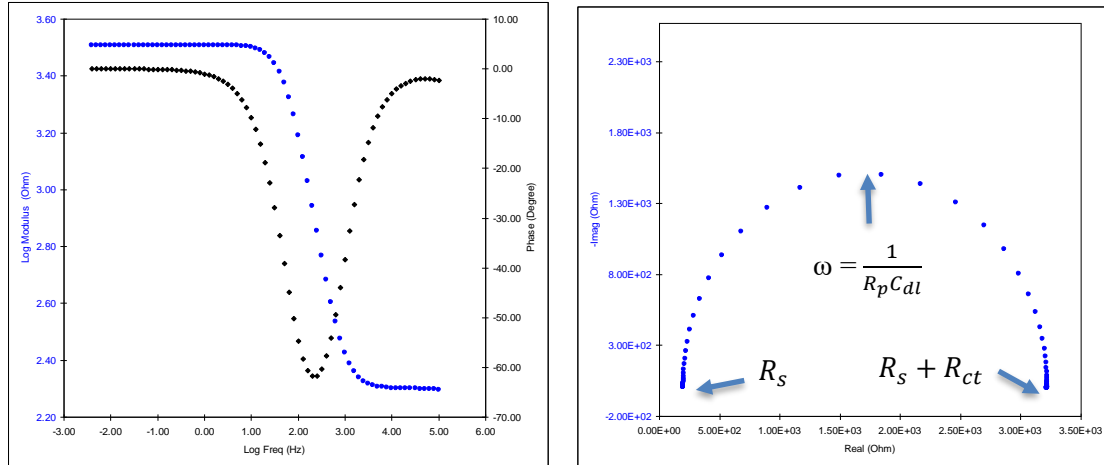 3.60
3.40
3.20
3.00
2.80
2.60
2.40
2.20
Log Modulus (Ohm)
10.00
0.00
-10.00
-20.00
-30.00
-40.00
-50.00
-60.00
-70.00
Phase (Degree)
-3.00 -2.00 -1.00 0.00 1.00 2.00 3.00 4.00 5.00 6.00
Log Freq (Hz)
2.30E+03
1.80E+03
1.30E+03
8.00E+02
3.00E+02
-2.00E+02
-Imag (Ohm)
ω = 1/(R_p C_dl)
R_s
R_s + R_ct
0.00E+00 5.00E+02 1.00E+03 1.50E+03 2.00E+03 2.50E+03 3.00E+03 3.50E+03
Real (Ohm)